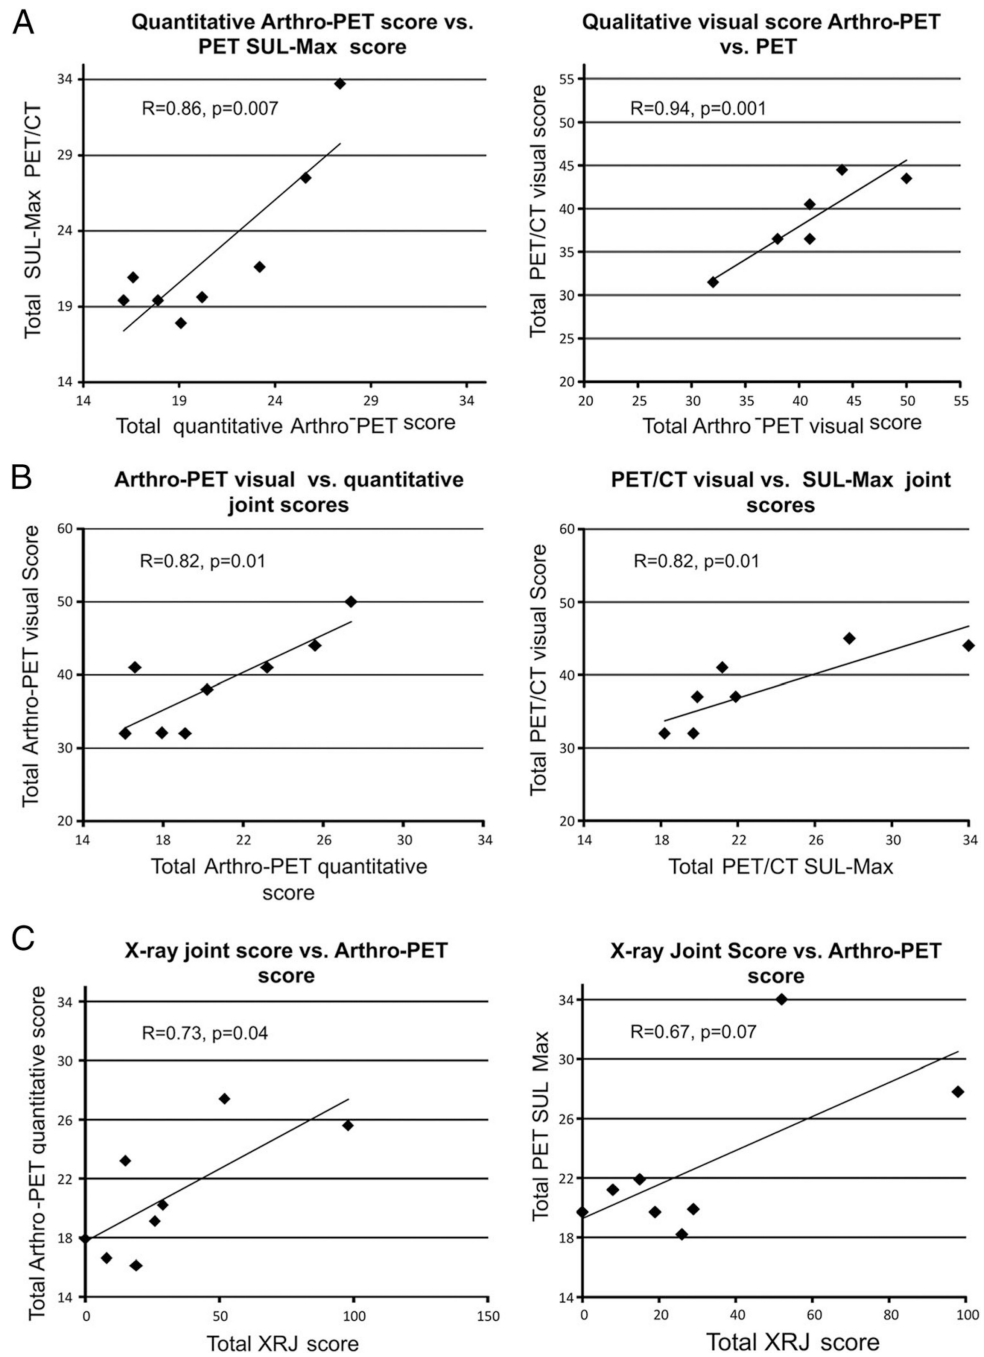 A
Quantitative Arthro-PET score vs.
PET SUL-Max score
Total SUL-Max PET/CT
34
29
24
19
14
R=0.86, p=0.007
14 19 24 29 34
Total quantitative Arthro-PET score
Qualitative visual score Arthro-PET
vs. PET
Total PET/CT visual score
55
50
45
40
35
30
25
20
R=0.94, p=0.001
20 25 30 35 40 45 50 55
Total Arthro-PET visual score
B
Arthro-PET visual vs. quantitative
joint scores
Total Arthro-PET visual Score
60
50
40
30
20
R=0.82, p=0.01
14 18 22 26 30 34
Total Arthro-PET quantitative
score
PET/CT visual vs. SUL-Max joint
scores
Total PET/CT visual Score
60
50
40
30
20
R=0.82, p=0.01
14 18 22 26 30 34
Total PET/CT SUL-Max
C
X-ray joint score vs. Arthro-PET
score
Total Arthro-PET quantitative score
34
30
26
22
18
14
R=0.73, p=0.04
0 50 100 150
Total XRJ score
X-ray Joint Score vs. Arthro-PET
score
Total PET SUL Max
34
30
26
22
18
14
R=0.67, p=0.07
0 20 40 60 80 100
Total XRJ score